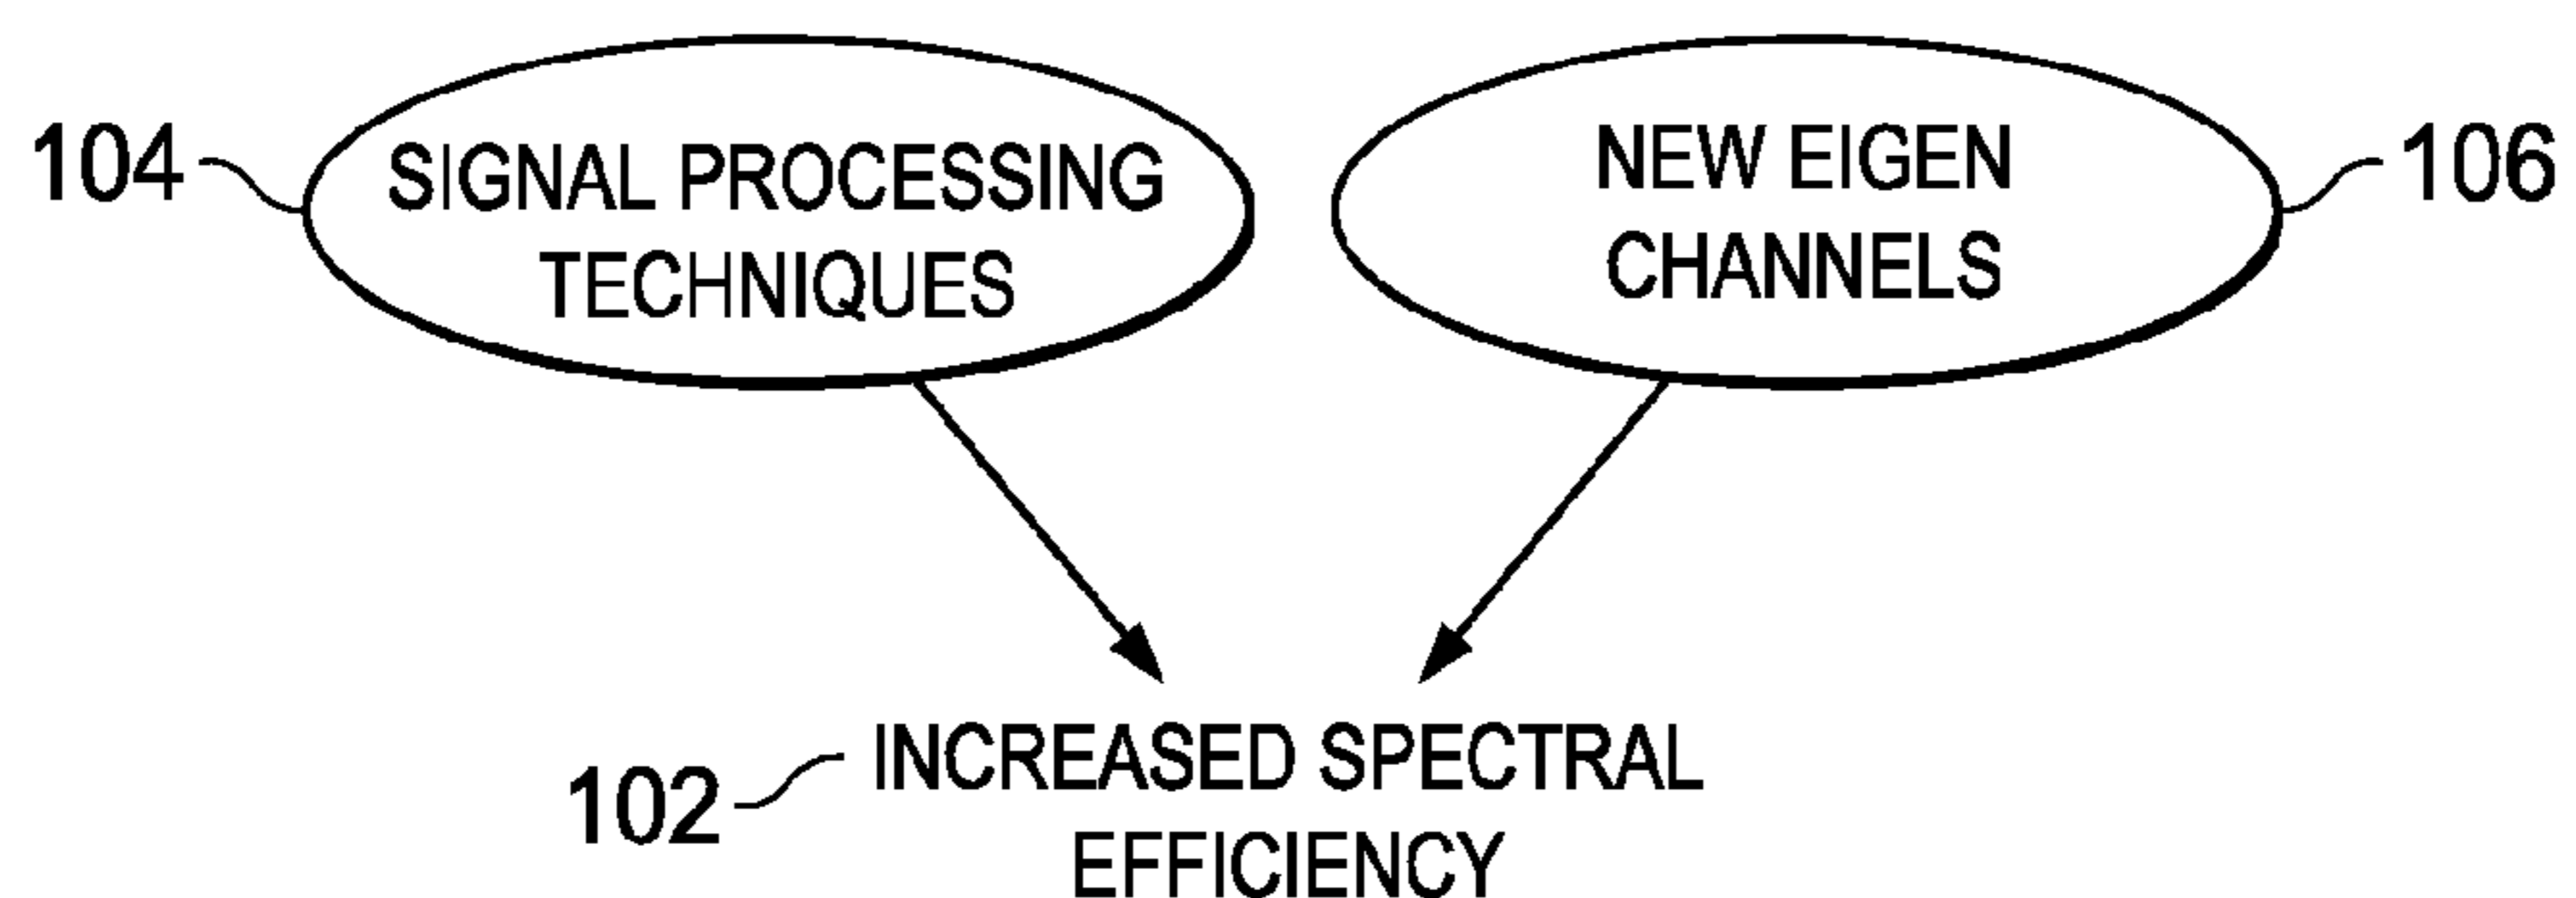 104
SIGNAL PROCESSING
TECHNIQUES
NEW EIGEN
CHANNELS
106
102
INCREASED SPECTRAL
EFFICIENCY